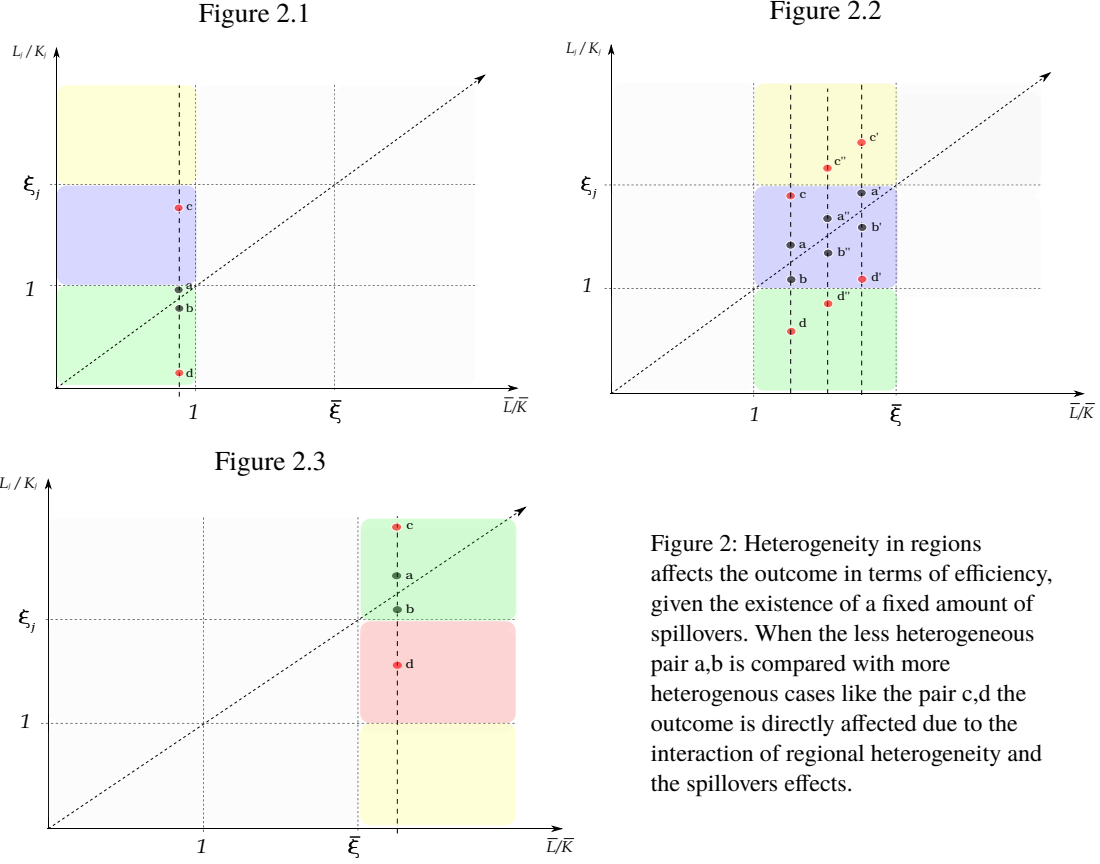 Figure 2.1
Lⱼ / Kⱼ
ξⱼ
c
a
1
b
d
1
ξ̄
L̄/K̄
Figure 2.2
Lⱼ / Kⱼ
c'
c"
ξⱼ
c
a'
a"
b'
a
b"
b
d'
1
d"
d
1
ξ̄
L̄/K̄
Figure 2.3
Lⱼ / Kⱼ
c
a
b
ξⱼ
d
1
1
ξ̄
L̄/K̄
Figure 2: Heterogeneity in regions
affects the outcome in terms of efficiency,
given the existence of a fixed amount of
spillovers. When the less heterogeneous
pair a,b is compared with more
heterogenous cases like the pair c,d the
outcome is directly affected due to the
interaction of regional heterogeneity and
the spillovers effects.